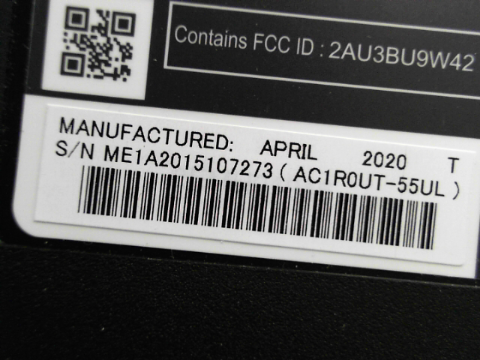 Contains FCC ID : 2AU3BU9W42
MANUFACTURED: APRIL 2020 T
S/N ME1A2015107273 ( AC1R0UT-55UL )